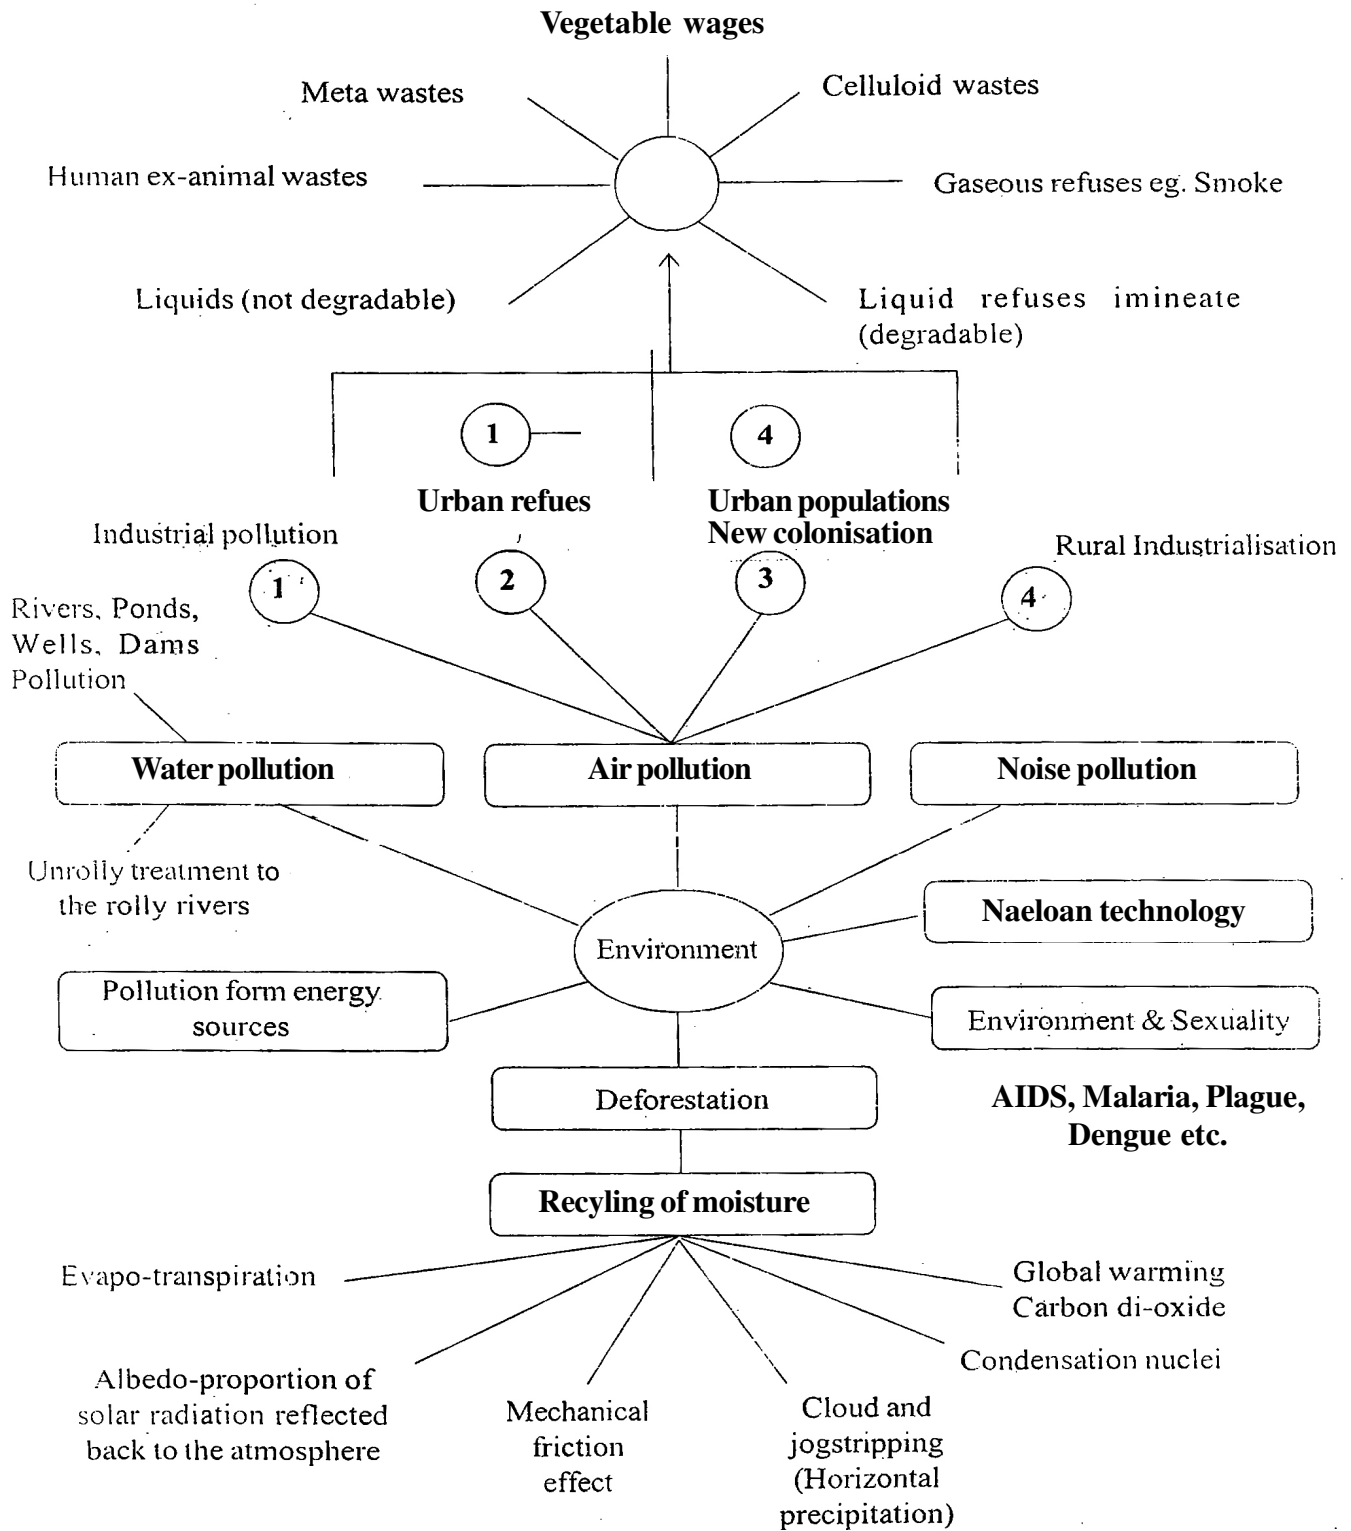 Vegetable wages
Meta wastes
Celluloid wastes
Human ex-animal wastes
Gaseous refuses eg. Smoke
Liquids (not degradable)
Liquid refuses imineate
(degradable)
1
4
Urban refues
Urban populations
New colonisation
Industrial pollution
Rural Industrialisation
1
2
3
4
Rivers, Ponds,
Wells, Dams
Pollution
Water pollution
Air pollution
Noise pollution
Unrolly treatment to
the rolly rivers
Naeloan technology
Environment
Pollution form energy
sources
Environment & Sexuality
Deforestation
AIDS, Malaria, Plague,
Dengue etc.
Recyling of moisture
Evapo-transpiration
Global warming
Carbon di-oxide
Condensation nuclei
Albedo-proportion of
solar radiation reflected
back to the atmosphere
Mechanical
friction
effect
Cloud and
jogstripping
(Horizontal
precipitation)